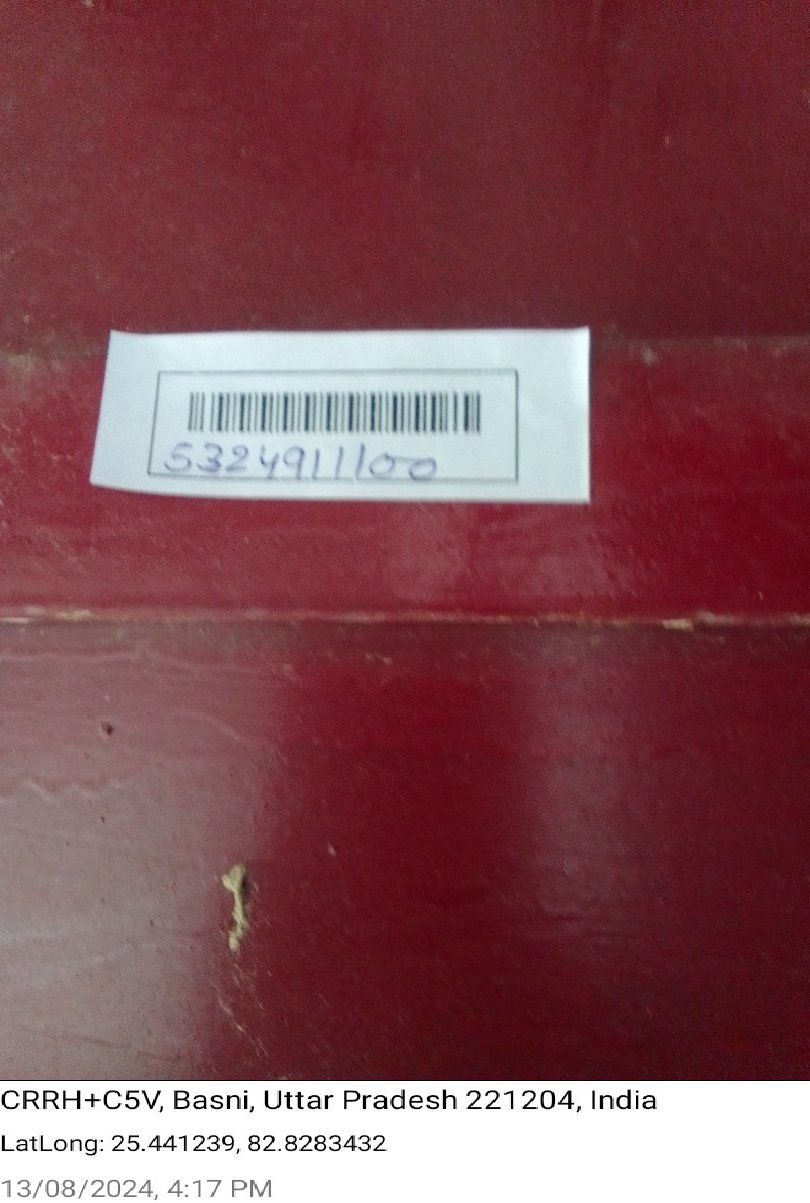 5324911100
CRRH+C5V, Basni, Uttar Pradesh 221204, India
LatLong: 25.441239, 82.8283432
13/08/2024, 4:17 PM